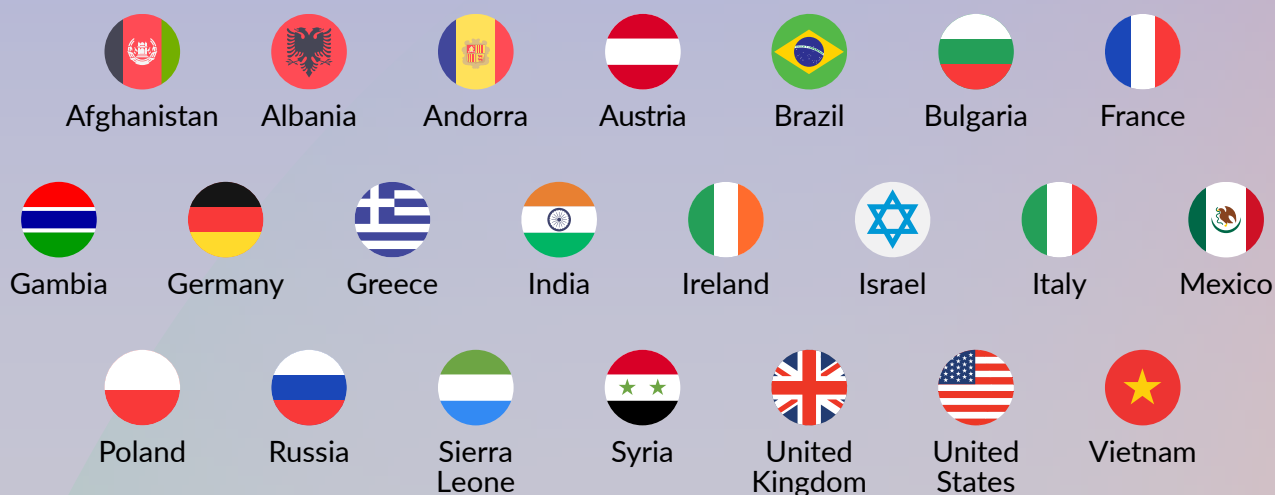 Afghanistan Albania Andorra Austria Brazil Bulgaria France
Gambia Germany Greece India Ireland Israel Italy Mexico
Poland Russia Sierra Leone Syria United Kingdom United States Vietnam